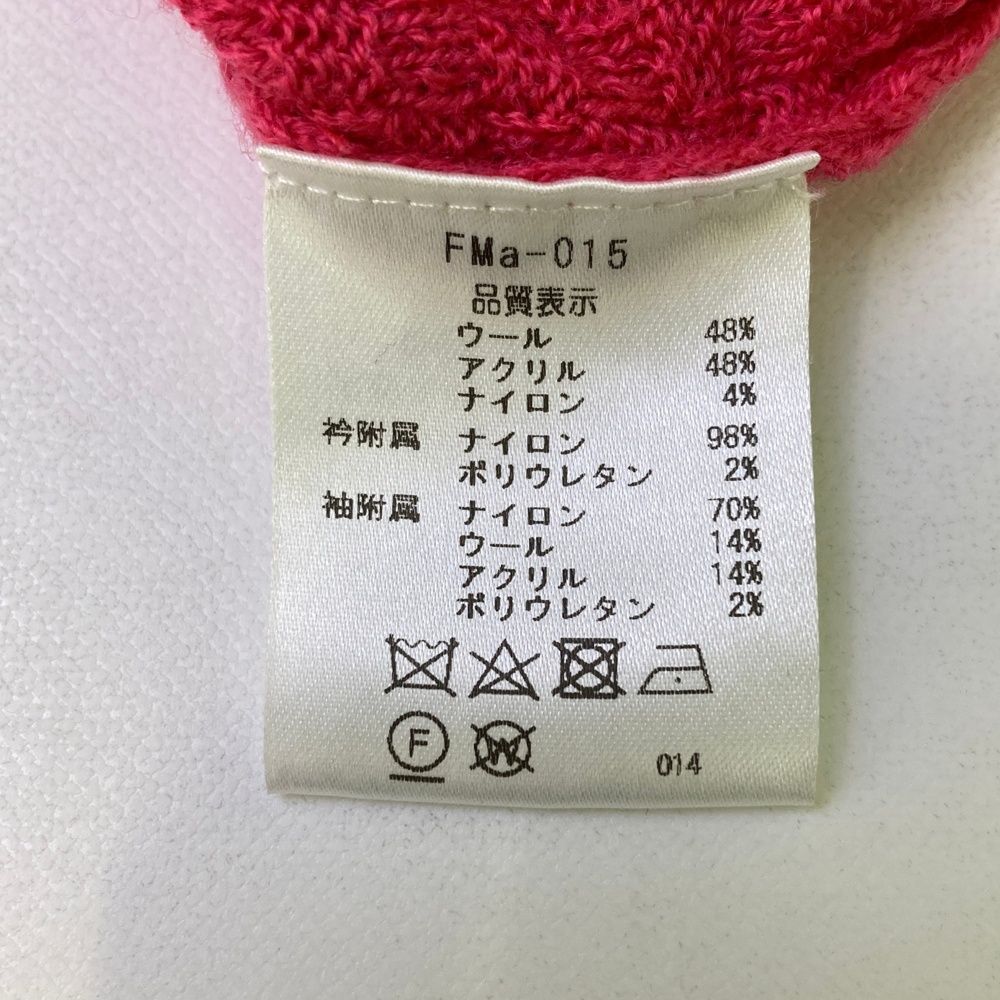 FMa-015
品質表示
ウール 48%
アクリル 48%
ナイロン 4%
衿附属 ナイロン 98%
ポリウレタン 2%
袖附属 ナイロン 70%
ウール 14%
アクリル 14%
ポリウレタン 2%
F W 014